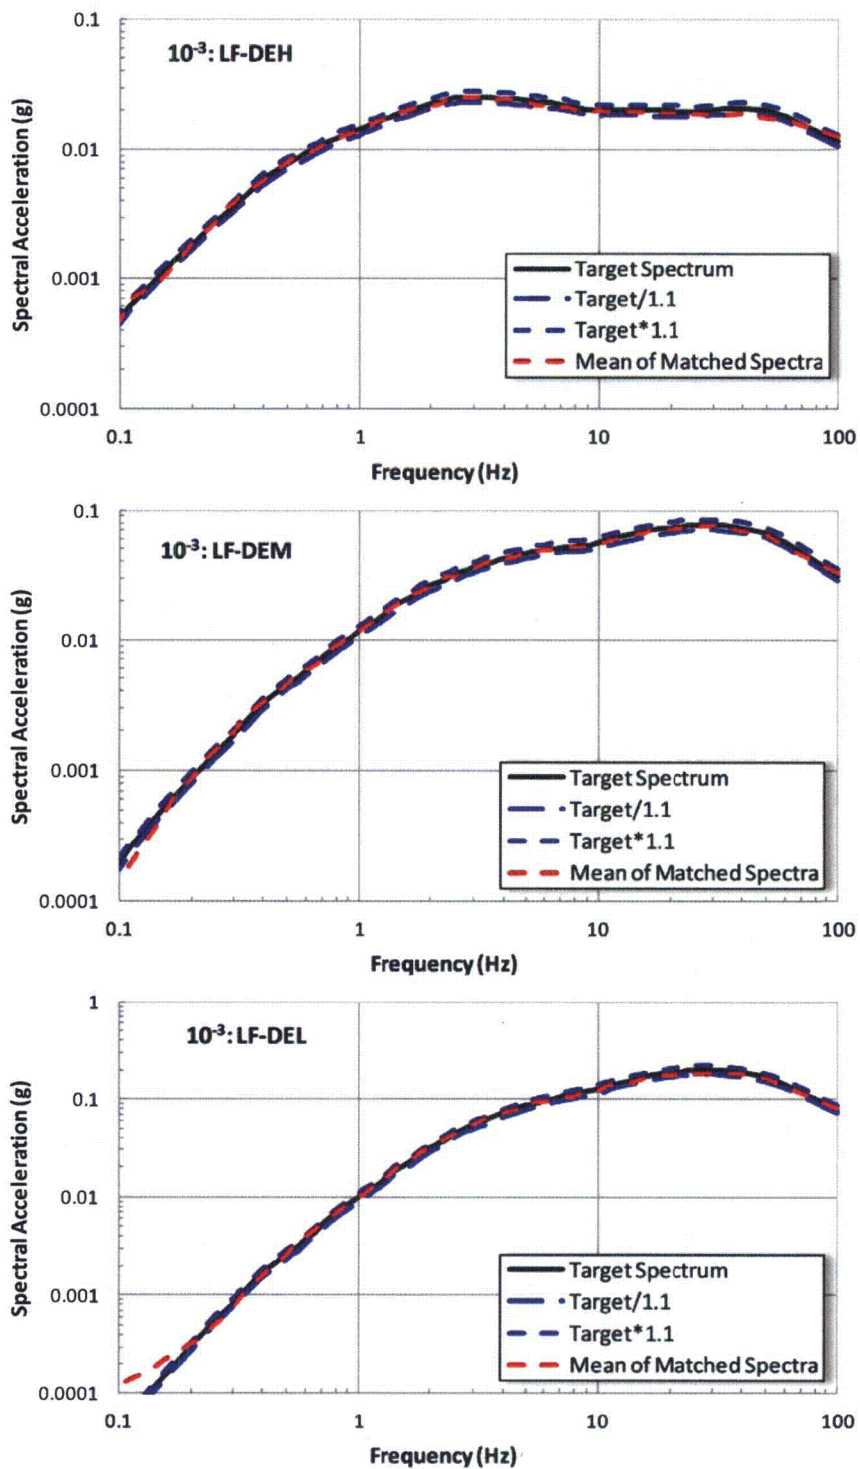 10-3: LF-DEH
0.1
0.01
0.001
0.0001
Spectral Acceleration (g)
Target Spectrum
Target/1.1
Target*1.1
Mean of Matched Spectra
0.1 1 10 100
Frequency (Hz)
10-3: LF-DEM
0.1
0.01
0.001
0.0001
Spectral Acceleration (g)
Target Spectrum
Target/1.1
Target*1.1
Mean of Matched Spectra
0.1 1 10 100
Frequency (Hz)
10-3: LF-DEL
1
0.1
0.01
0.001
0.0001
Spectral Acceleration (g)
Target Spectrum
Target/1.1
Target*1.1
Mean of Matched Spectra
0.1 1 10 100
Frequency (Hz)